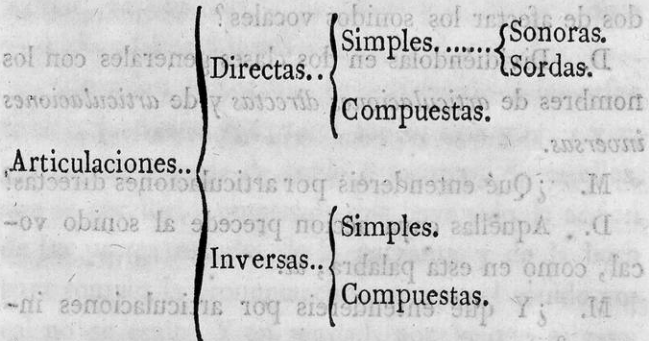 Simples. ....... Sonoras.
Directas.. Sordas.
Compuestas.
Articulaciones..
Simples.
Inversas..
Compuestas.